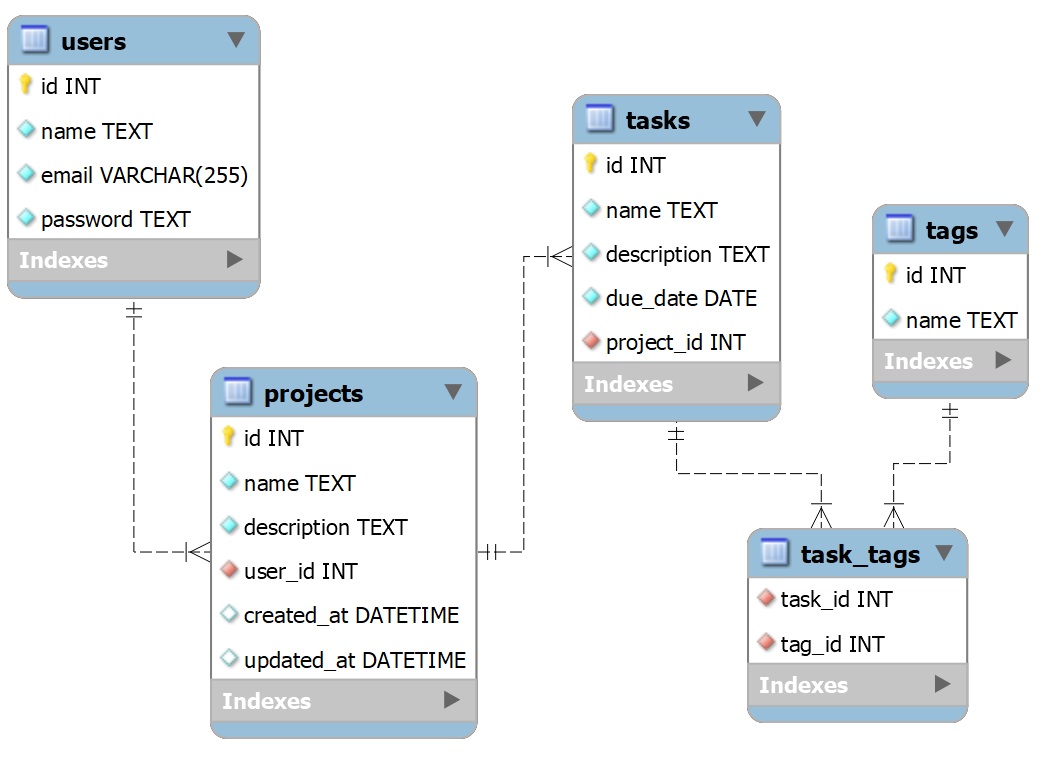 users
id INT
name TEXT
email VARCHAR(255)
password TEXT
Indexes
projects
id INT
name TEXT
description TEXT
user_id INT
created_at DATETIME
updated_at DATETIME
Indexes
tasks
id INT
name TEXT
description TEXT
due_date DATE
project_id INT
Indexes
tags
id INT
name TEXT
Indexes
task_tags
task_id INT
tag_id INT
Indexes